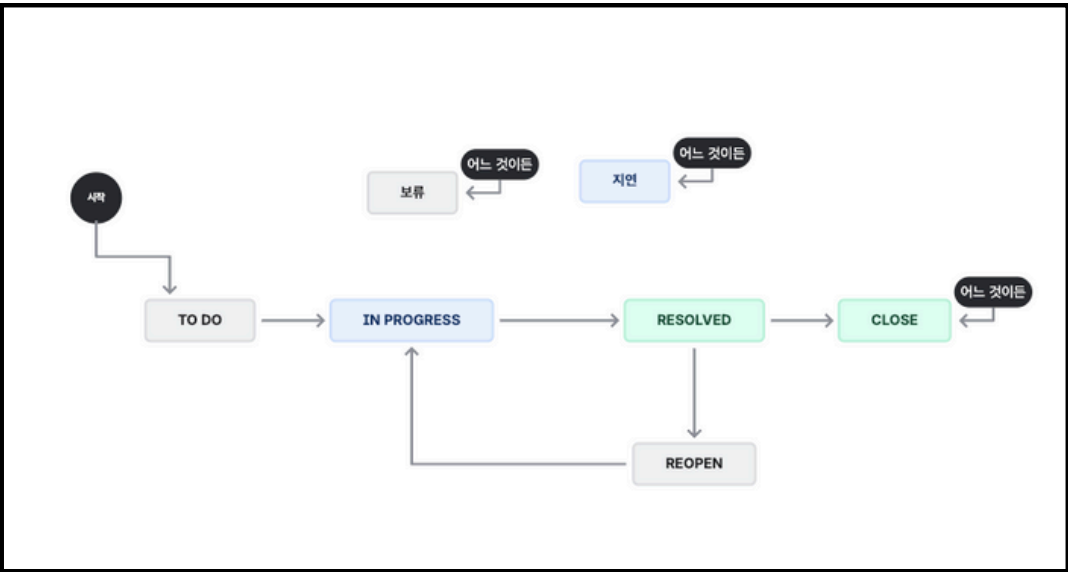 어느 것이든
어느 것이든
시작
보류
지연
어느 것이든
TO DO
IN PROGRESS
RESOLVED
CLOSE
REOPEN